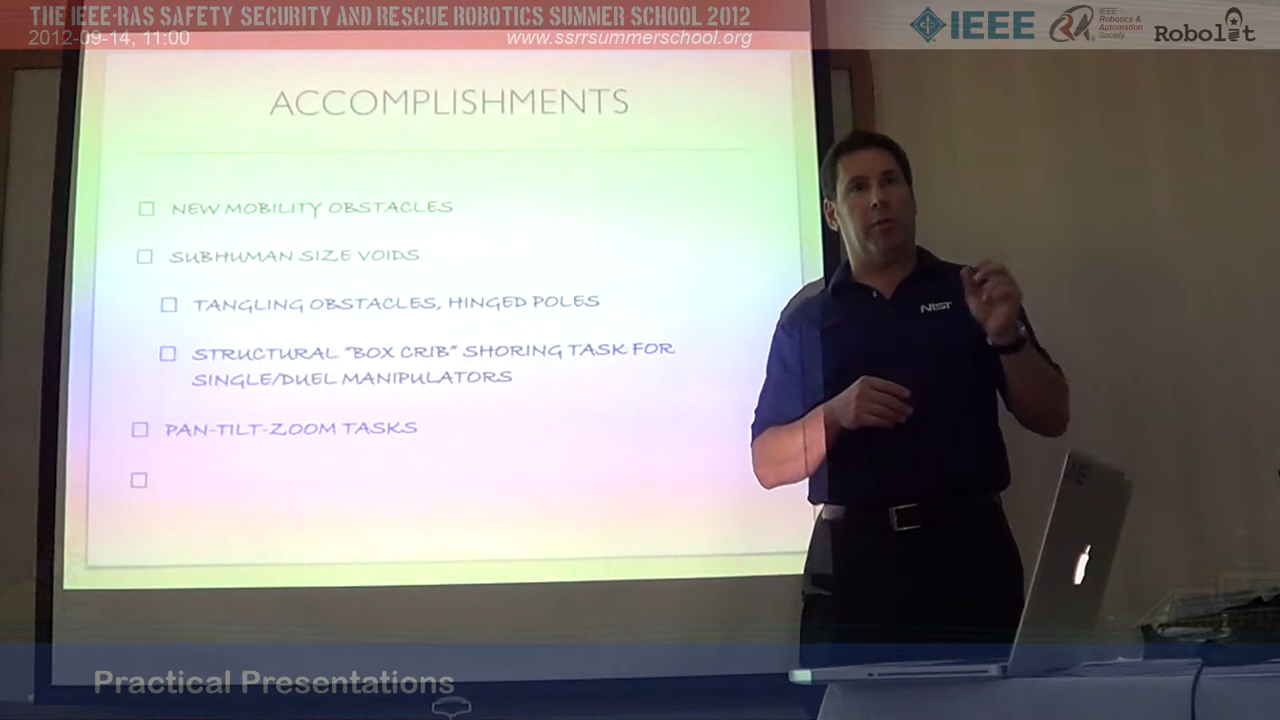 THE IEEE-RAS SAFETY SECURITY AND RESCUE ROBOTICS SUMMER SCHOOL 2012
2012-09-14, 11:00
www.ssrrsummerschool.org
IEEE
IEEE
Robotics &
Automation
Society
Robolit
ACCOMPLISHMENTS
NEW MOBILITY OBSTACLES
SUBHUMAN SIZE VOIDS
TANGLING OBSTACLES, HINGED POLES
STRUCTURAL "BOX CRIB" SHORING TASK FOR
SINGLE/DUEL MANIPULATORS
PAN-TILT-ZOOM TASKS
NIST
Practical Presentations